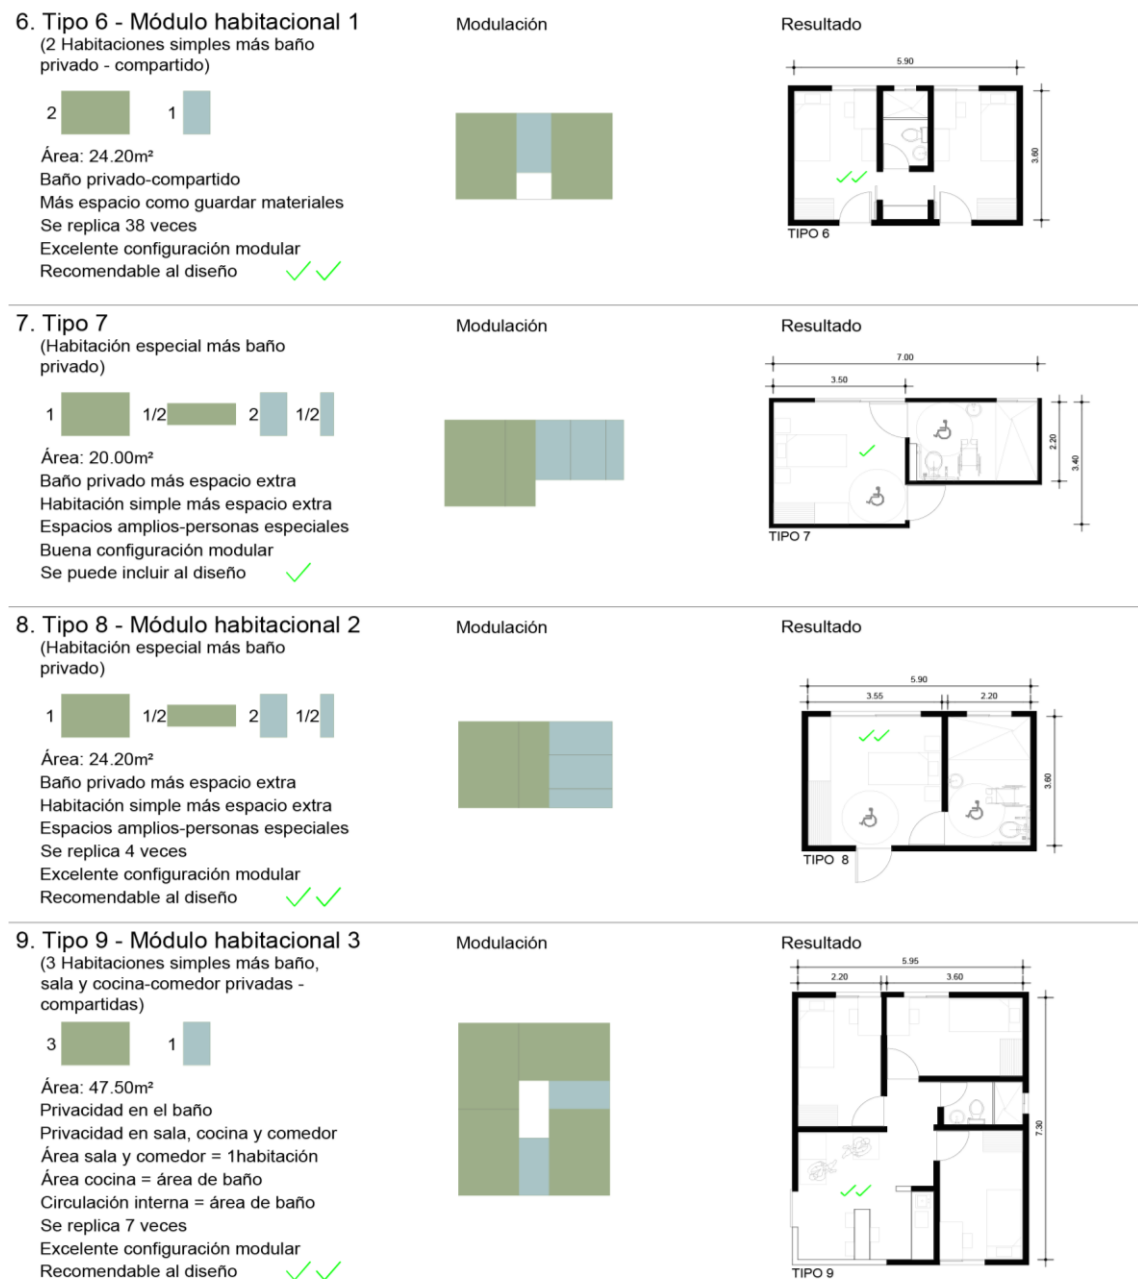 6. Tipo 6 - Módulo habitacional 1
(2 Habitaciones simples más baño
privado - compartido)
2
1
Área: 24.20m²
Baño privado-compartido
Más espacio como guardar materiales
Se replica 38 veces
Excelente configuración modular
Recomendable al diseño
Modulación
Resultado
5.90
3.60
TIPO 6
7. Tipo 7
(Habitación especial más baño
privado)
1
1/2
2
1/2
Área: 20.00m²
Baño privado más espacio extra
Habitación simple más espacio extra
Espacios amplios-personas especiales
Buena configuración modular
Se puede incluir al diseño
Modulación
Resultado
7.00
3.50
2.20
3.40
TIPO 7
8. Tipo 8 - Módulo habitacional 2
(Habitación especial más baño
privado)
1
1/2
2
1/2
Área: 24.20m²
Baño privado más espacio extra
Habitación simple más espacio extra
Espacios amplios-personas especiales
Se replica 4 veces
Excelente configuración modular
Recomendable al diseño
Modulación
Resultado
5.90
3.55
2.20
3.60
TIPO 8
9. Tipo 9 - Módulo habitacional 3
(3 Habitaciones simples más baño,
sala y cocina-comedor privadas -
compartidas)
3
1
Área: 47.50m²
Privacidad en el baño
Privacidad en sala, cocina y comedor
Área sala y comedor = 1habitación
Área cocina = área de baño
Circulación interna = área de baño
Se replica 7 veces
Excelente configuración modular
Recomendable al diseño
Modulación
Resultado
5.95
2.20
3.60
7.30
TIPO 9